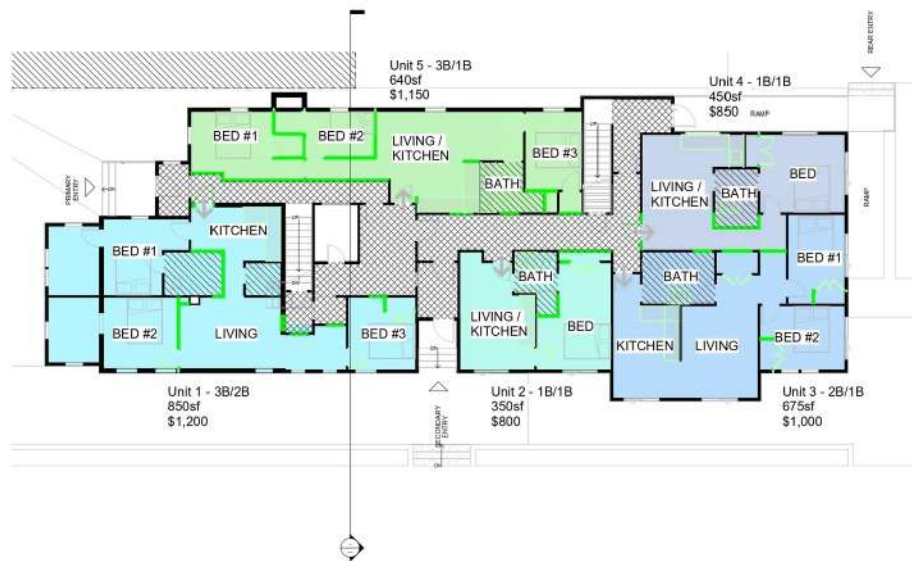 Unit 5 - 3B/1B
640sf
$1,150
Unit 4 - 1B/1B
450sf
$850
RAMP
REAR ENTRY
BED #1
BED #2
LIVING /
KITCHEN
BED #3
BATH
LIVING /
KITCHEN
BATH
BED
RAMP
PRIMARY
ENTRY
KITCHEN
BED #1
BED #2
LIVING
BED #3
BATH
LIVING /
KITCHEN
BED
BATH
BED #1
KITCHEN
LIVING
BED #2
Unit 1 - 3B/2B
850sf
$1,200
SECONDARY
ENTRY
Unit 2 - 1B/1B
350sf
$800
Unit 3 - 2B/1B
675sf
$1,000